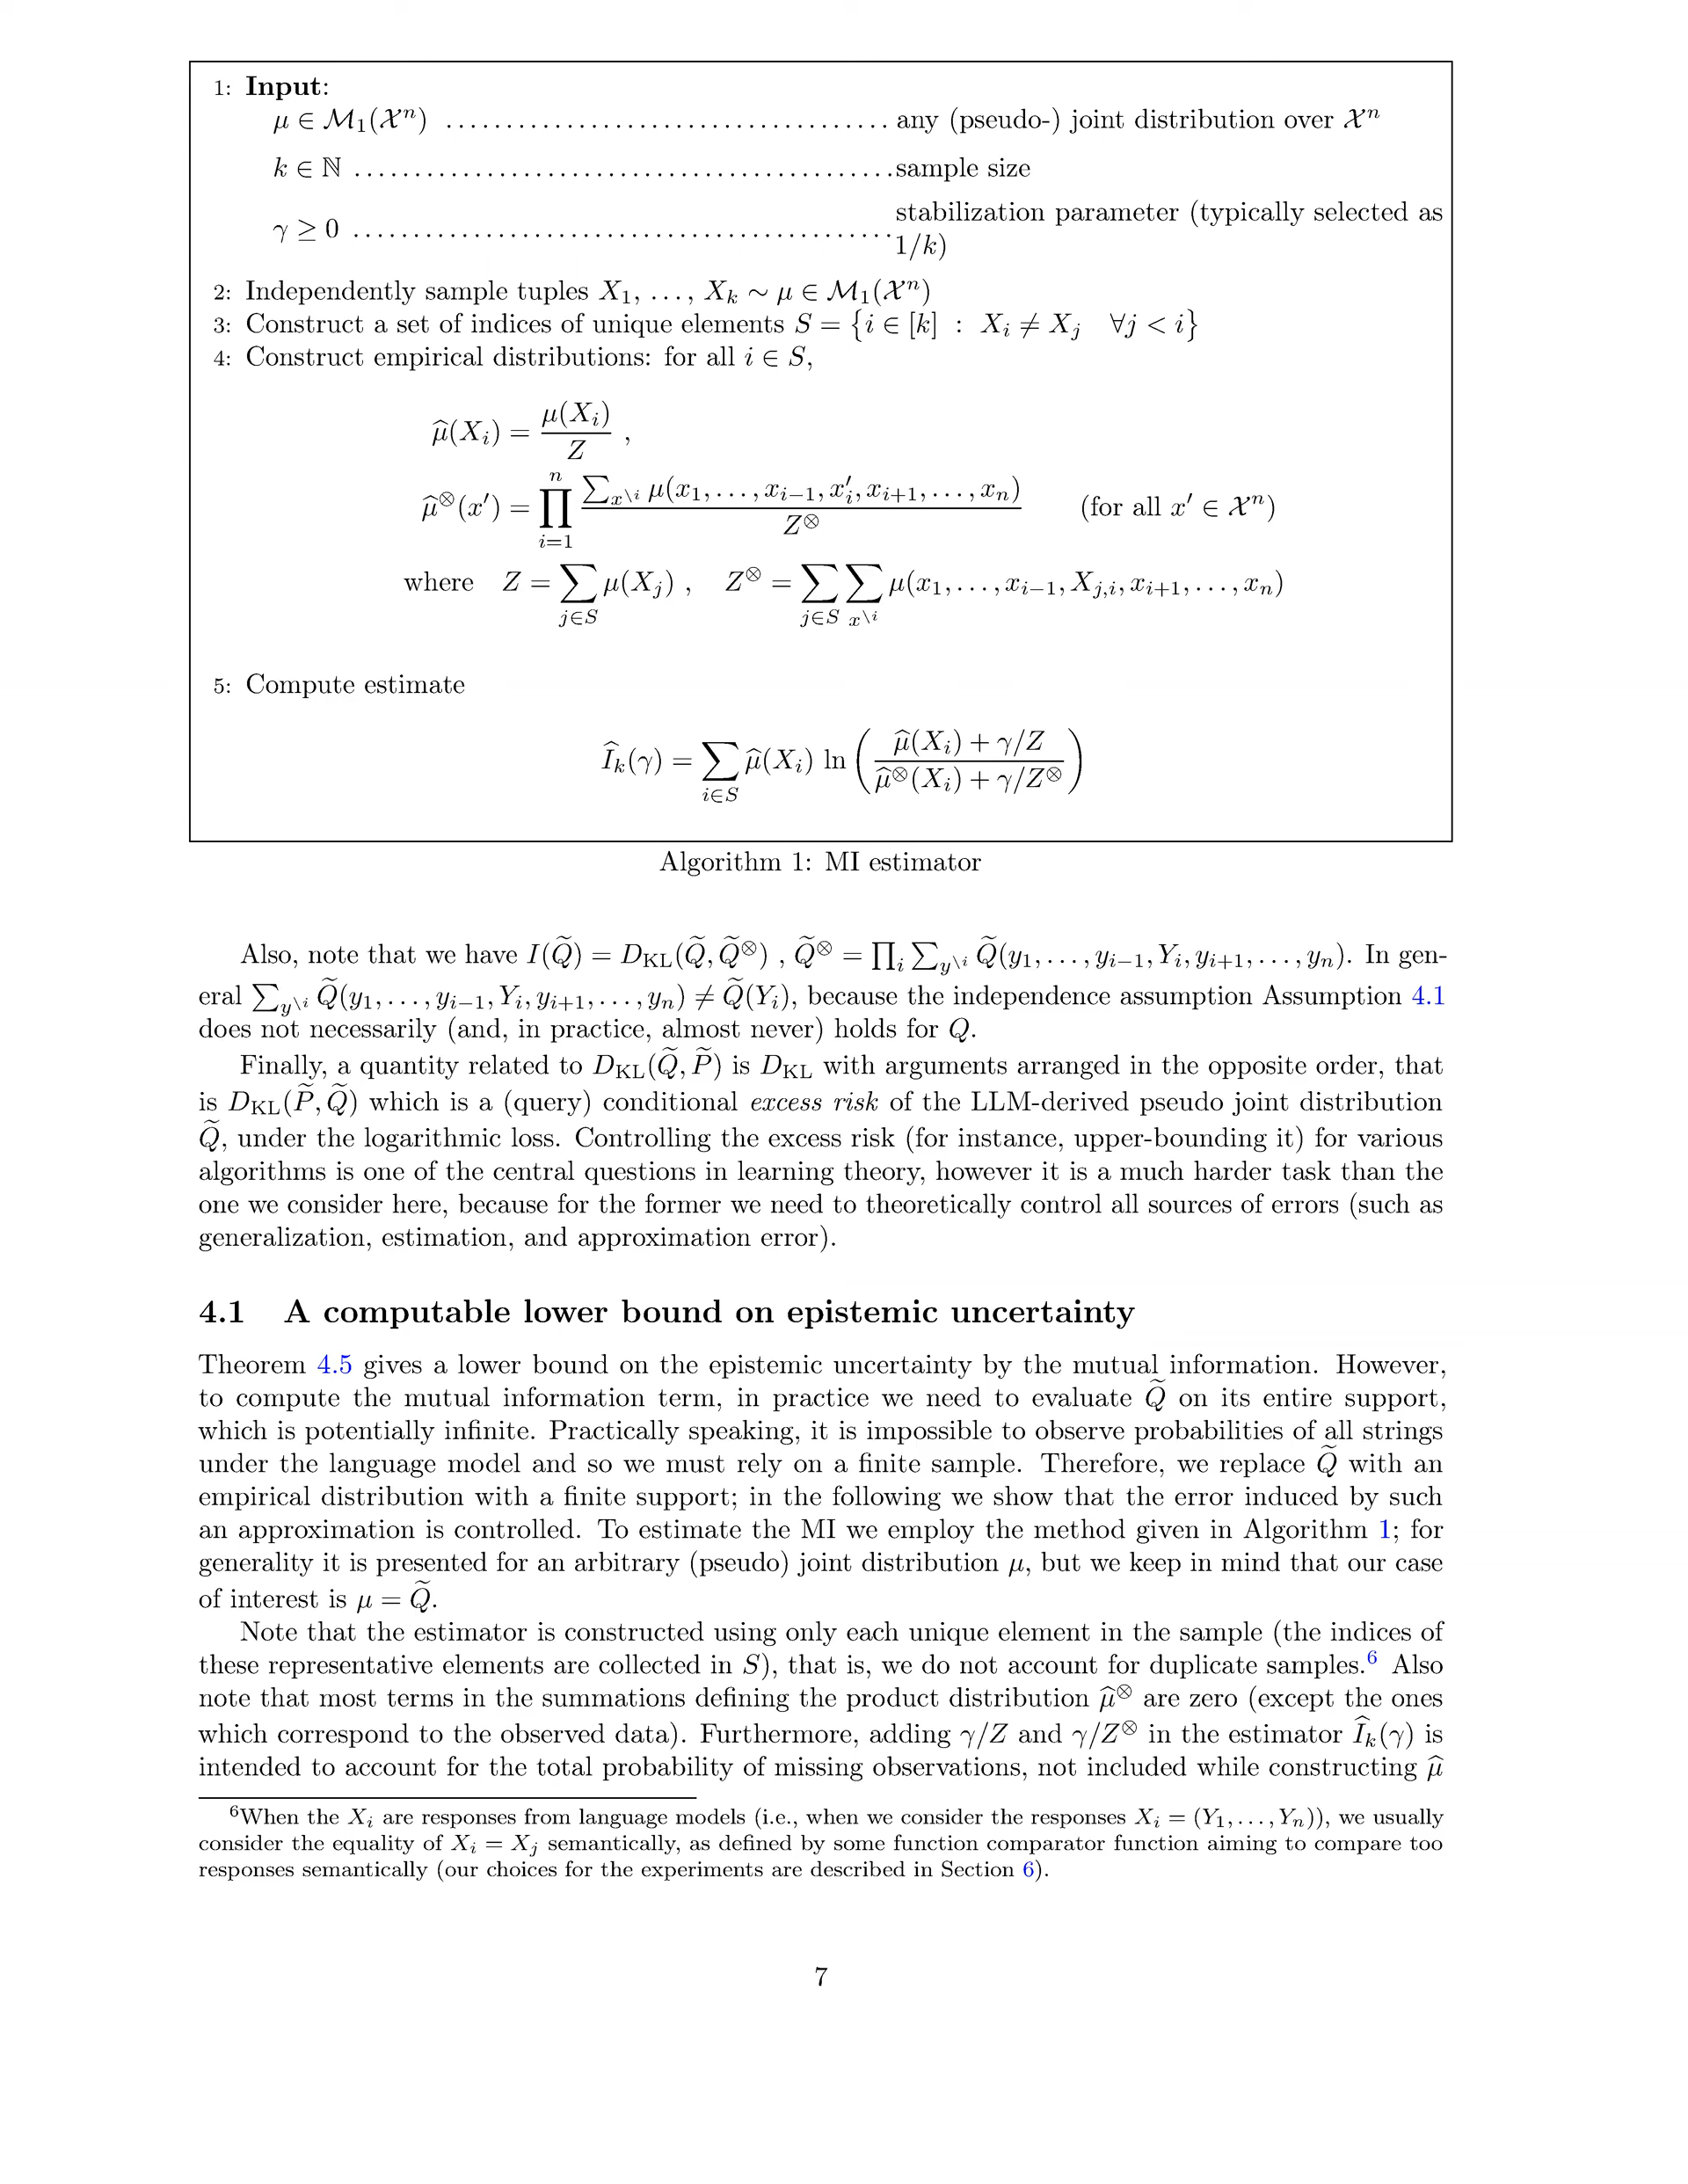 1: Input:
μ ∈ M₁(Xⁿ) ..................................... any (pseudo-) joint distribution over Xⁿ
k ∈ ℕ .............................................sample size
stabilization parameter (typically selected as
γ ≥ 0 .............................................
1/k)
2: Independently sample tuples X₁, ..., X_k ∼ μ ∈ M₁(Xⁿ)
3: Construct a set of indices of unique elements S = {i ∈ [k] : X_i ≠ X_j ∀j < i}
4: Construct empirical distributions: for all i ∈ S,
μ̂(X_i) = μ(X_i) / Z ,
μ̂^⊗(x′) = ∏_{i=1}^{n} ∑_{x^{\i}} μ(x₁, ..., x_{i−1}, x′_i, x_{i+1}, ..., x_n) / Z^⊗ (for all x′ ∈ Xⁿ)
where Z = ∑_{j∈S} μ(X_j) , Z^⊗ = ∑_{j∈S} ∑_{x^{\i}} μ(x₁, ..., x_{i−1}, X_{j,i}, x_{i+1}, ..., x_n)
5: Compute estimate
Î_k(γ) = ∑_{i∈S} μ̂(X_i) ln ( (μ̂(X_i) + γ/Z) / (μ̂^⊗(X_i) + γ/Z^⊗) )
Algorithm 1: MI estimator
Also, note that we have I(Q̃) = D_KL(Q̃, Q̃^⊗) , Q̃^⊗ = ∏_i ∑_{y^{\i}} Q̃(y₁, ..., y_{i−1}, Y_i, y_{i+1}, ..., y_n). In gen-
eral ∑_{y^{\i}} Q̃(y₁, ..., y_{i−1}, Y_i, y_{i+1}, ..., y_n) ≠ Q̃(Y_i), because the independence assumption Assumption 4.1
does not necessarily (and, in practice, almost never) holds for Q.
Finally, a quantity related to D_KL(Q̃, P̃) is D_KL with arguments arranged in the opposite order, that
is D_KL(P̃, Q̃) which is a (query) conditional excess risk of the LLM-derived pseudo joint distribution
Q̃, under the logarithmic loss. Controlling the excess risk (for instance, upper-bounding it) for various
algorithms is one of the central questions in learning theory, however it is a much harder task than the
one we consider here, because for the former we need to theoretically control all sources of errors (such as
generalization, estimation, and approximation error).
4.1 A computable lower bound on epistemic uncertainty
Theorem 4.5 gives a lower bound on the epistemic uncertainty by the mutual information. However,
to compute the mutual information term, in practice we need to evaluate Q̃ on its entire support,
which is potentially infinite. Practically speaking, it is impossible to observe probabilities of all strings
under the language model and so we must rely on a finite sample. Therefore, we replace Q̃ with an
empirical distribution with a finite support; in the following we show that the error induced by such
an approximation is controlled. To estimate the MI we employ the method given in Algorithm 1; for
generality it is presented for an arbitrary (pseudo) joint distribution μ, but we keep in mind that our case
of interest is μ = Q̃.
Note that the estimator is constructed using only each unique element in the sample (the indices of
these representative elements are collected in S), that is, we do not account for duplicate samples.⁶ Also
note that most terms in the summations defining the product distribution μ̂^⊗ are zero (except the ones
which correspond to the observed data). Furthermore, adding γ/Z and γ/Z^⊗ in the estimator Î_k(γ) is
intended to account for the total probability of missing observations, not included while constructing μ̂
⁶When the X_i are responses from language models (i.e., when we consider the responses X_i = (Y₁, ..., Y_n)), we usually
consider the equality of X_i = X_j semantically, as defined by some function comparator function aiming to compare too
responses semantically (our choices for the experiments are described in Section 6).
7